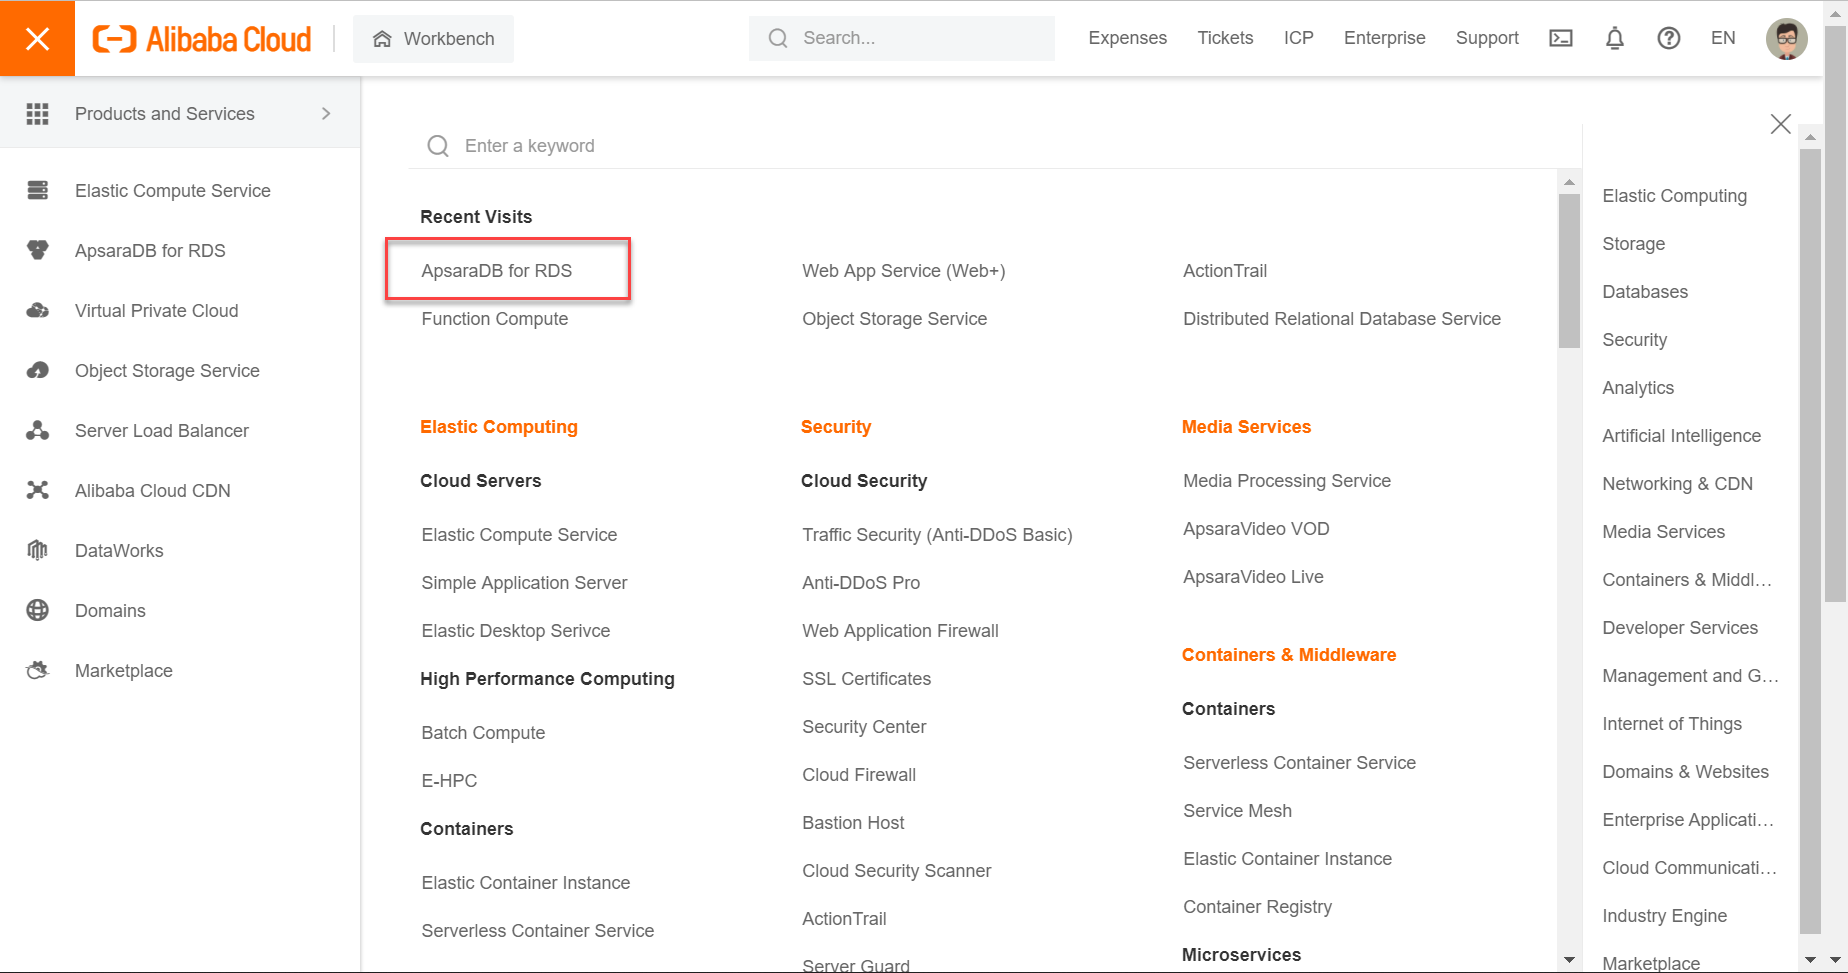 Alibaba Cloud
Workbench
Search...
Expenses
Tickets
ICP
Enterprise
Support
EN
Products and Services
Elastic Compute Service
ApsaraDB for RDS
Virtual Private Cloud
Object Storage Service
Server Load Balancer
Alibaba Cloud CDN
DataWorks
Domains
Marketplace
Enter a keyword
Recent Visits
ApsaraDB for RDS
Web App Service (Web+)
ActionTrail
Function Compute
Object Storage Service
Distributed Relational Database Service
Elastic Computing
Cloud Servers
Elastic Compute Service
Simple Application Server
Elastic Desktop Serivce
High Performance Computing
Batch Compute
E-HPC
Containers
Elastic Container Instance
Serverless Container Service
Security
Cloud Security
Traffic Security (Anti-DDoS Basic)
Anti-DDoS Pro
Web Application Firewall
SSL Certificates
Security Center
Cloud Firewall
Bastion Host
Cloud Security Scanner
ActionTrail
Server Guard
Media Services
Media Processing Service
ApsaraVideo VOD
ApsaraVideo Live
Containers & Middleware
Containers
Serverless Container Service
Service Mesh
Elastic Container Instance
Container Registry
Microservices
Elastic Computing
Storage
Databases
Security
Analytics
Artificial Intelligence
Networking & CDN
Media Services
Containers & Middl...
Developer Services
Management and G...
Internet of Things
Domains & Websites
Enterprise Applicati...
Cloud Communicati...
Industry Engine
Marketplace